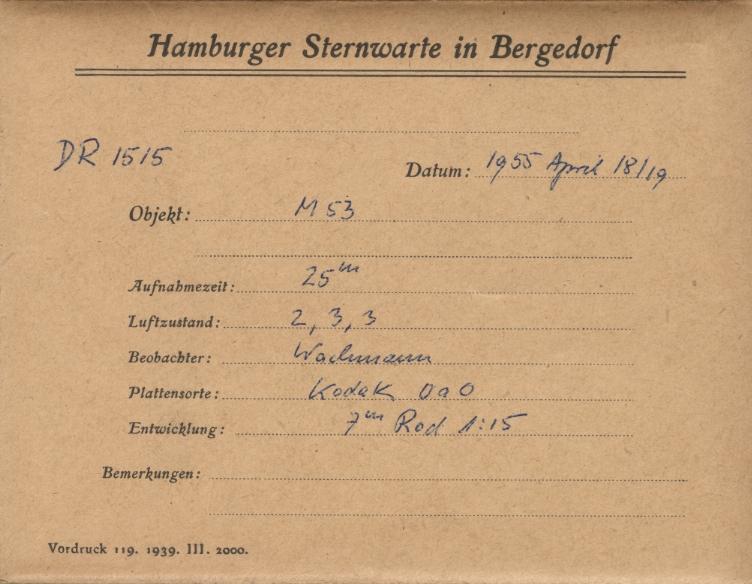 Hamburger Sternwarte in Bergedorf
DR 1515
Datum: 1955 April 18/19
Objekt: M 53
Aufnahmezeit: 25ᵐ
Luftzustand: 2, 3, 3
Beobachter: Wachmann
Plattensorte: Kodak OaO
Entwicklung: 7ᵐ Rod 1:15
Bemerkungen:
Vordruck 119. 1939. III. 2000.